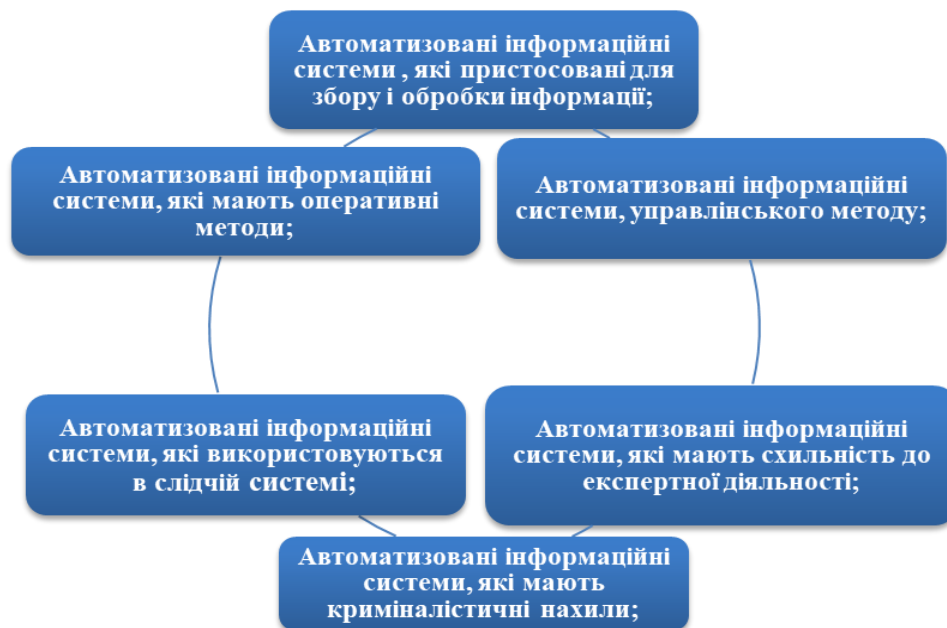 Автоматизовані інформаційні
системи , які пристосовані для
збору і обробки інформації;
Автоматизовані інформаційні
системи, які мають оперативні
методи;
Автоматизовані інформаційні
системи, управлінського методу;
Автоматизовані інформаційні
системи, які використовуються
в слідчій системі;
Автоматизовані інформаційні
системи, які мають схильність до
експертної діяльності;
Автоматизовані інформаційні
системи, які мають
криміналістичні нахили;